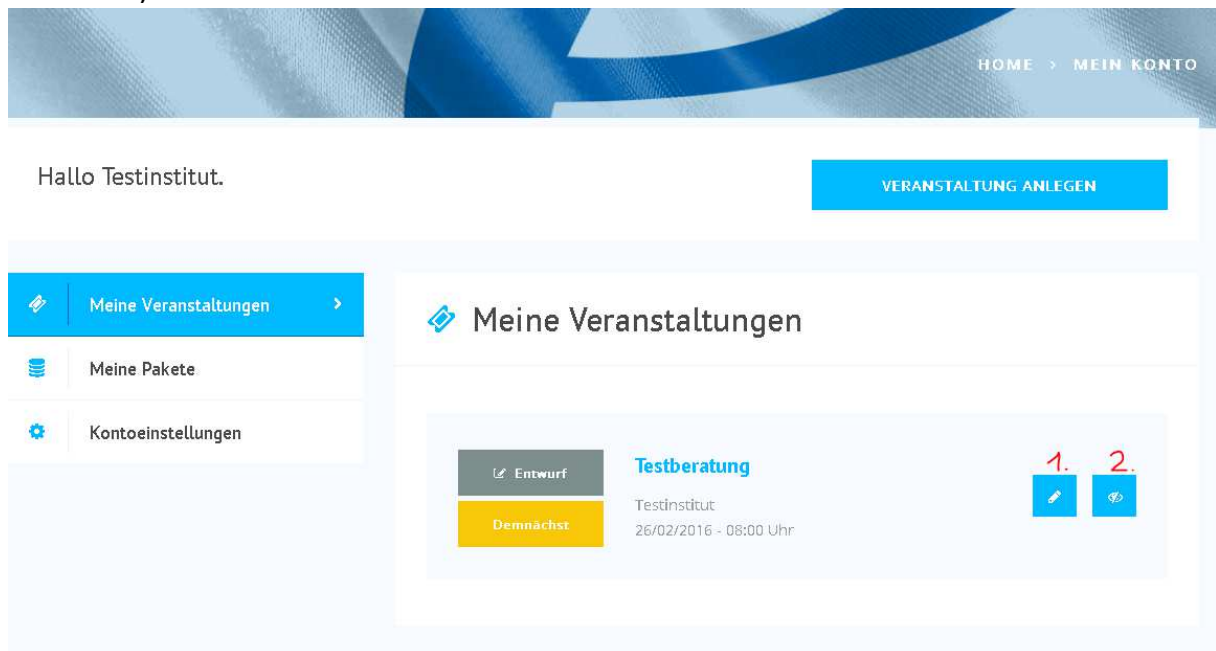 HOME > MEIN KONTO
Hallo Testinstitut.
VERANSTALTUNG ANLEGEN
Meine Veranstaltungen
Meine Pakete
Kontoeinstellungen
Meine Veranstaltungen
Entwurf
Demnächst
Testberatung
Testinstitut
26/02/2016 - 08:00 Uhr
1. 2.